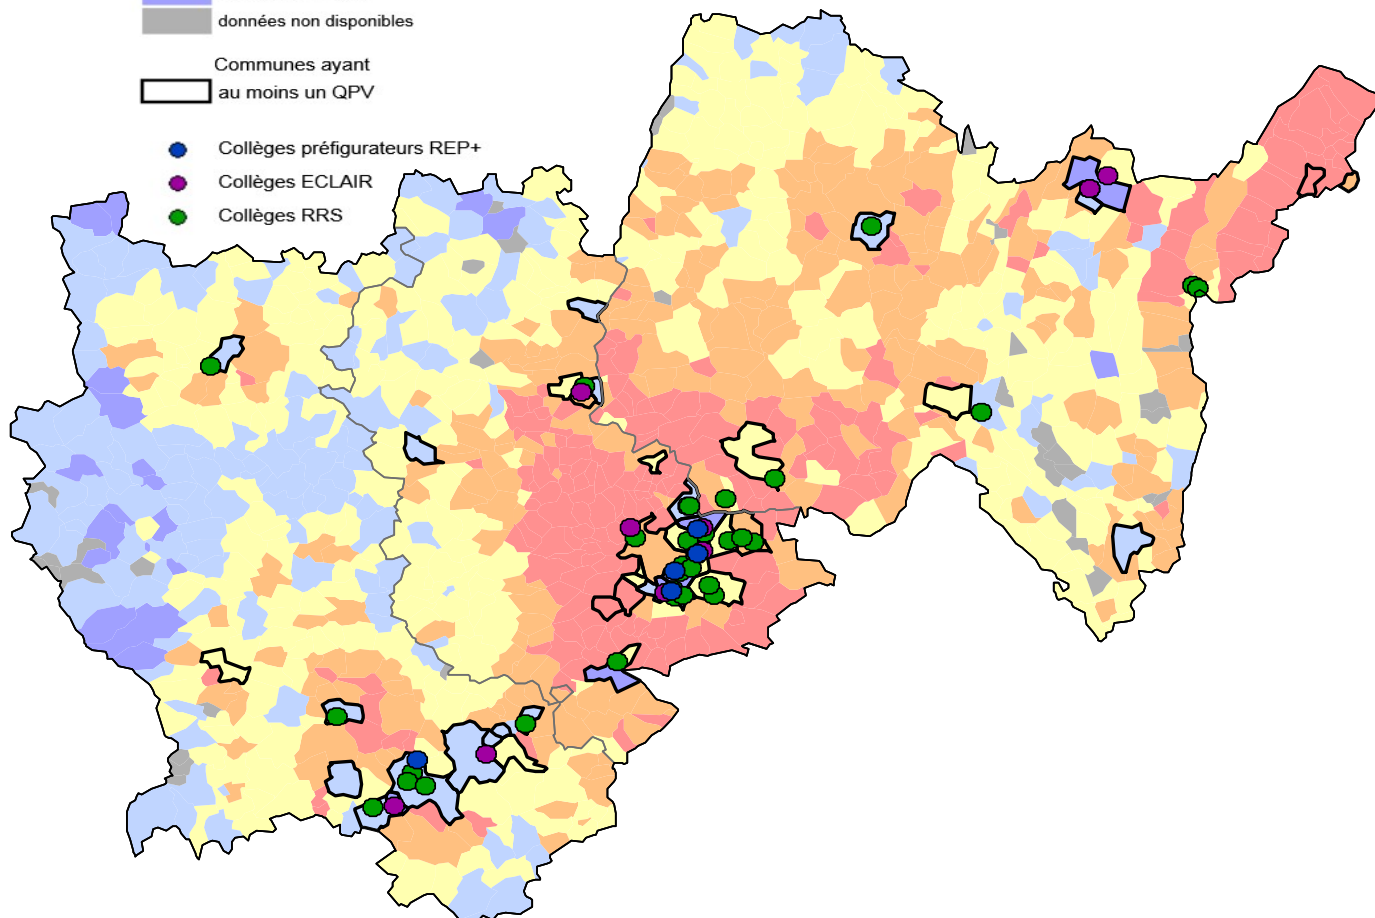 données non disponibles
Communes ayant
au moins un QPV
Collèges préfigurateurs REP+
Collèges ECLAIR
Collèges RRS